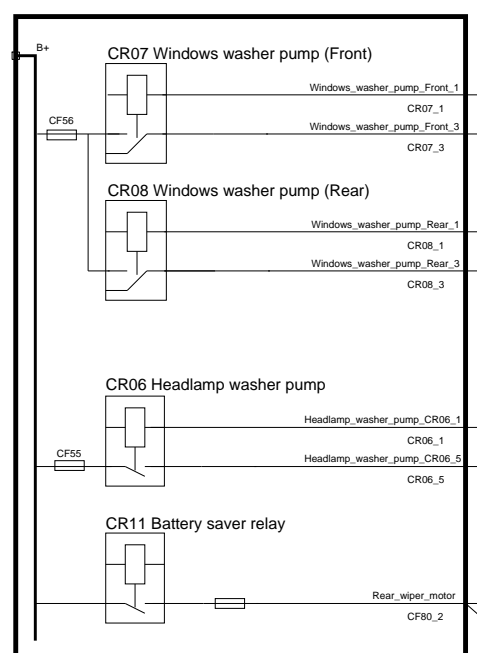 B+
CR07 Windows washer pump (Front)
Windows_washer_pump_Front_1
CR07_1
CF56
Windows_washer_pump_Front_3
CR07_3
CR08 Windows washer pump (Rear)
Windows_washer_pump_Rear_1
CR08_1
Windows_washer_pump_Rear_3
CR08_3
CR06 Headlamp washer pump
Headlamp_washer_pump_CR06_1
CR06_1
CF55
Headlamp_washer_pump_CR06_5
CR06_5
CR11 Battery saver relay
Rear_wiper_motor
CF80_2